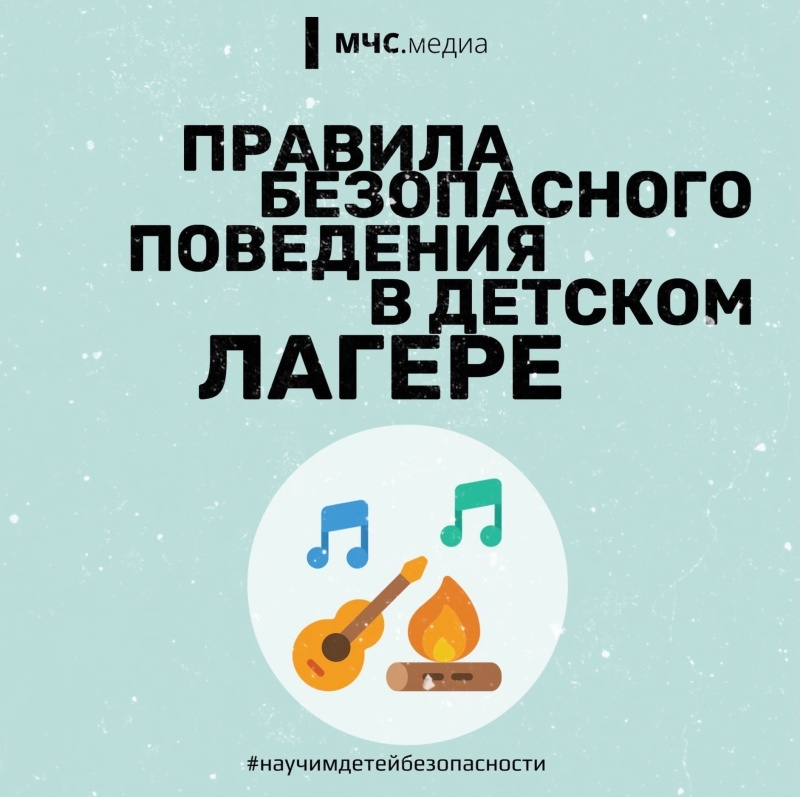 МЧС.медиа
ПРАВИЛА
БЕЗОПАСНОГО
ПОВЕДЕНИЯ
В ДЕТСКОМ
ЛАГЕРЕ
#научимдетейбезопасности